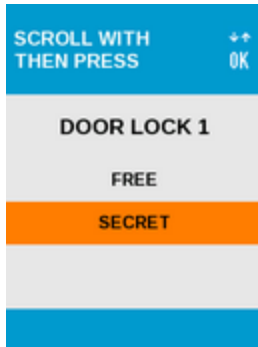 SCROLL WITH ↓↑
THEN PRESS OK
DOOR LOCK 1
FREE
SECRET